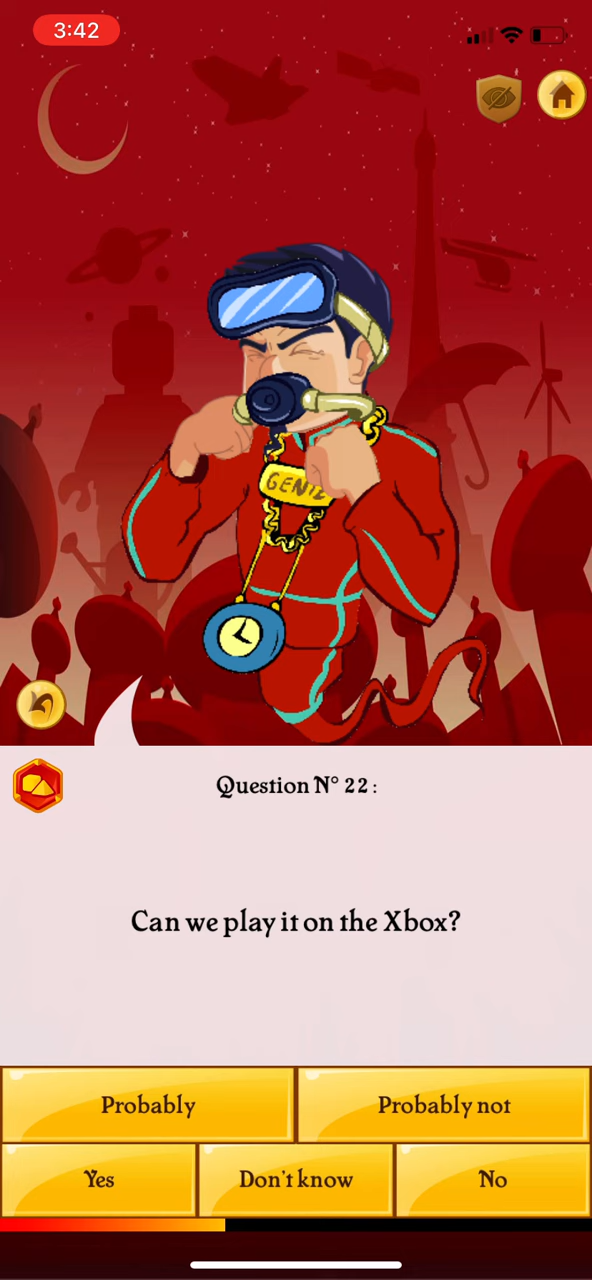 3:42
GENIE
Question N° 22 :
Can we play it on the Xbox?
Probably
Probably not
Yes
Don't know
No